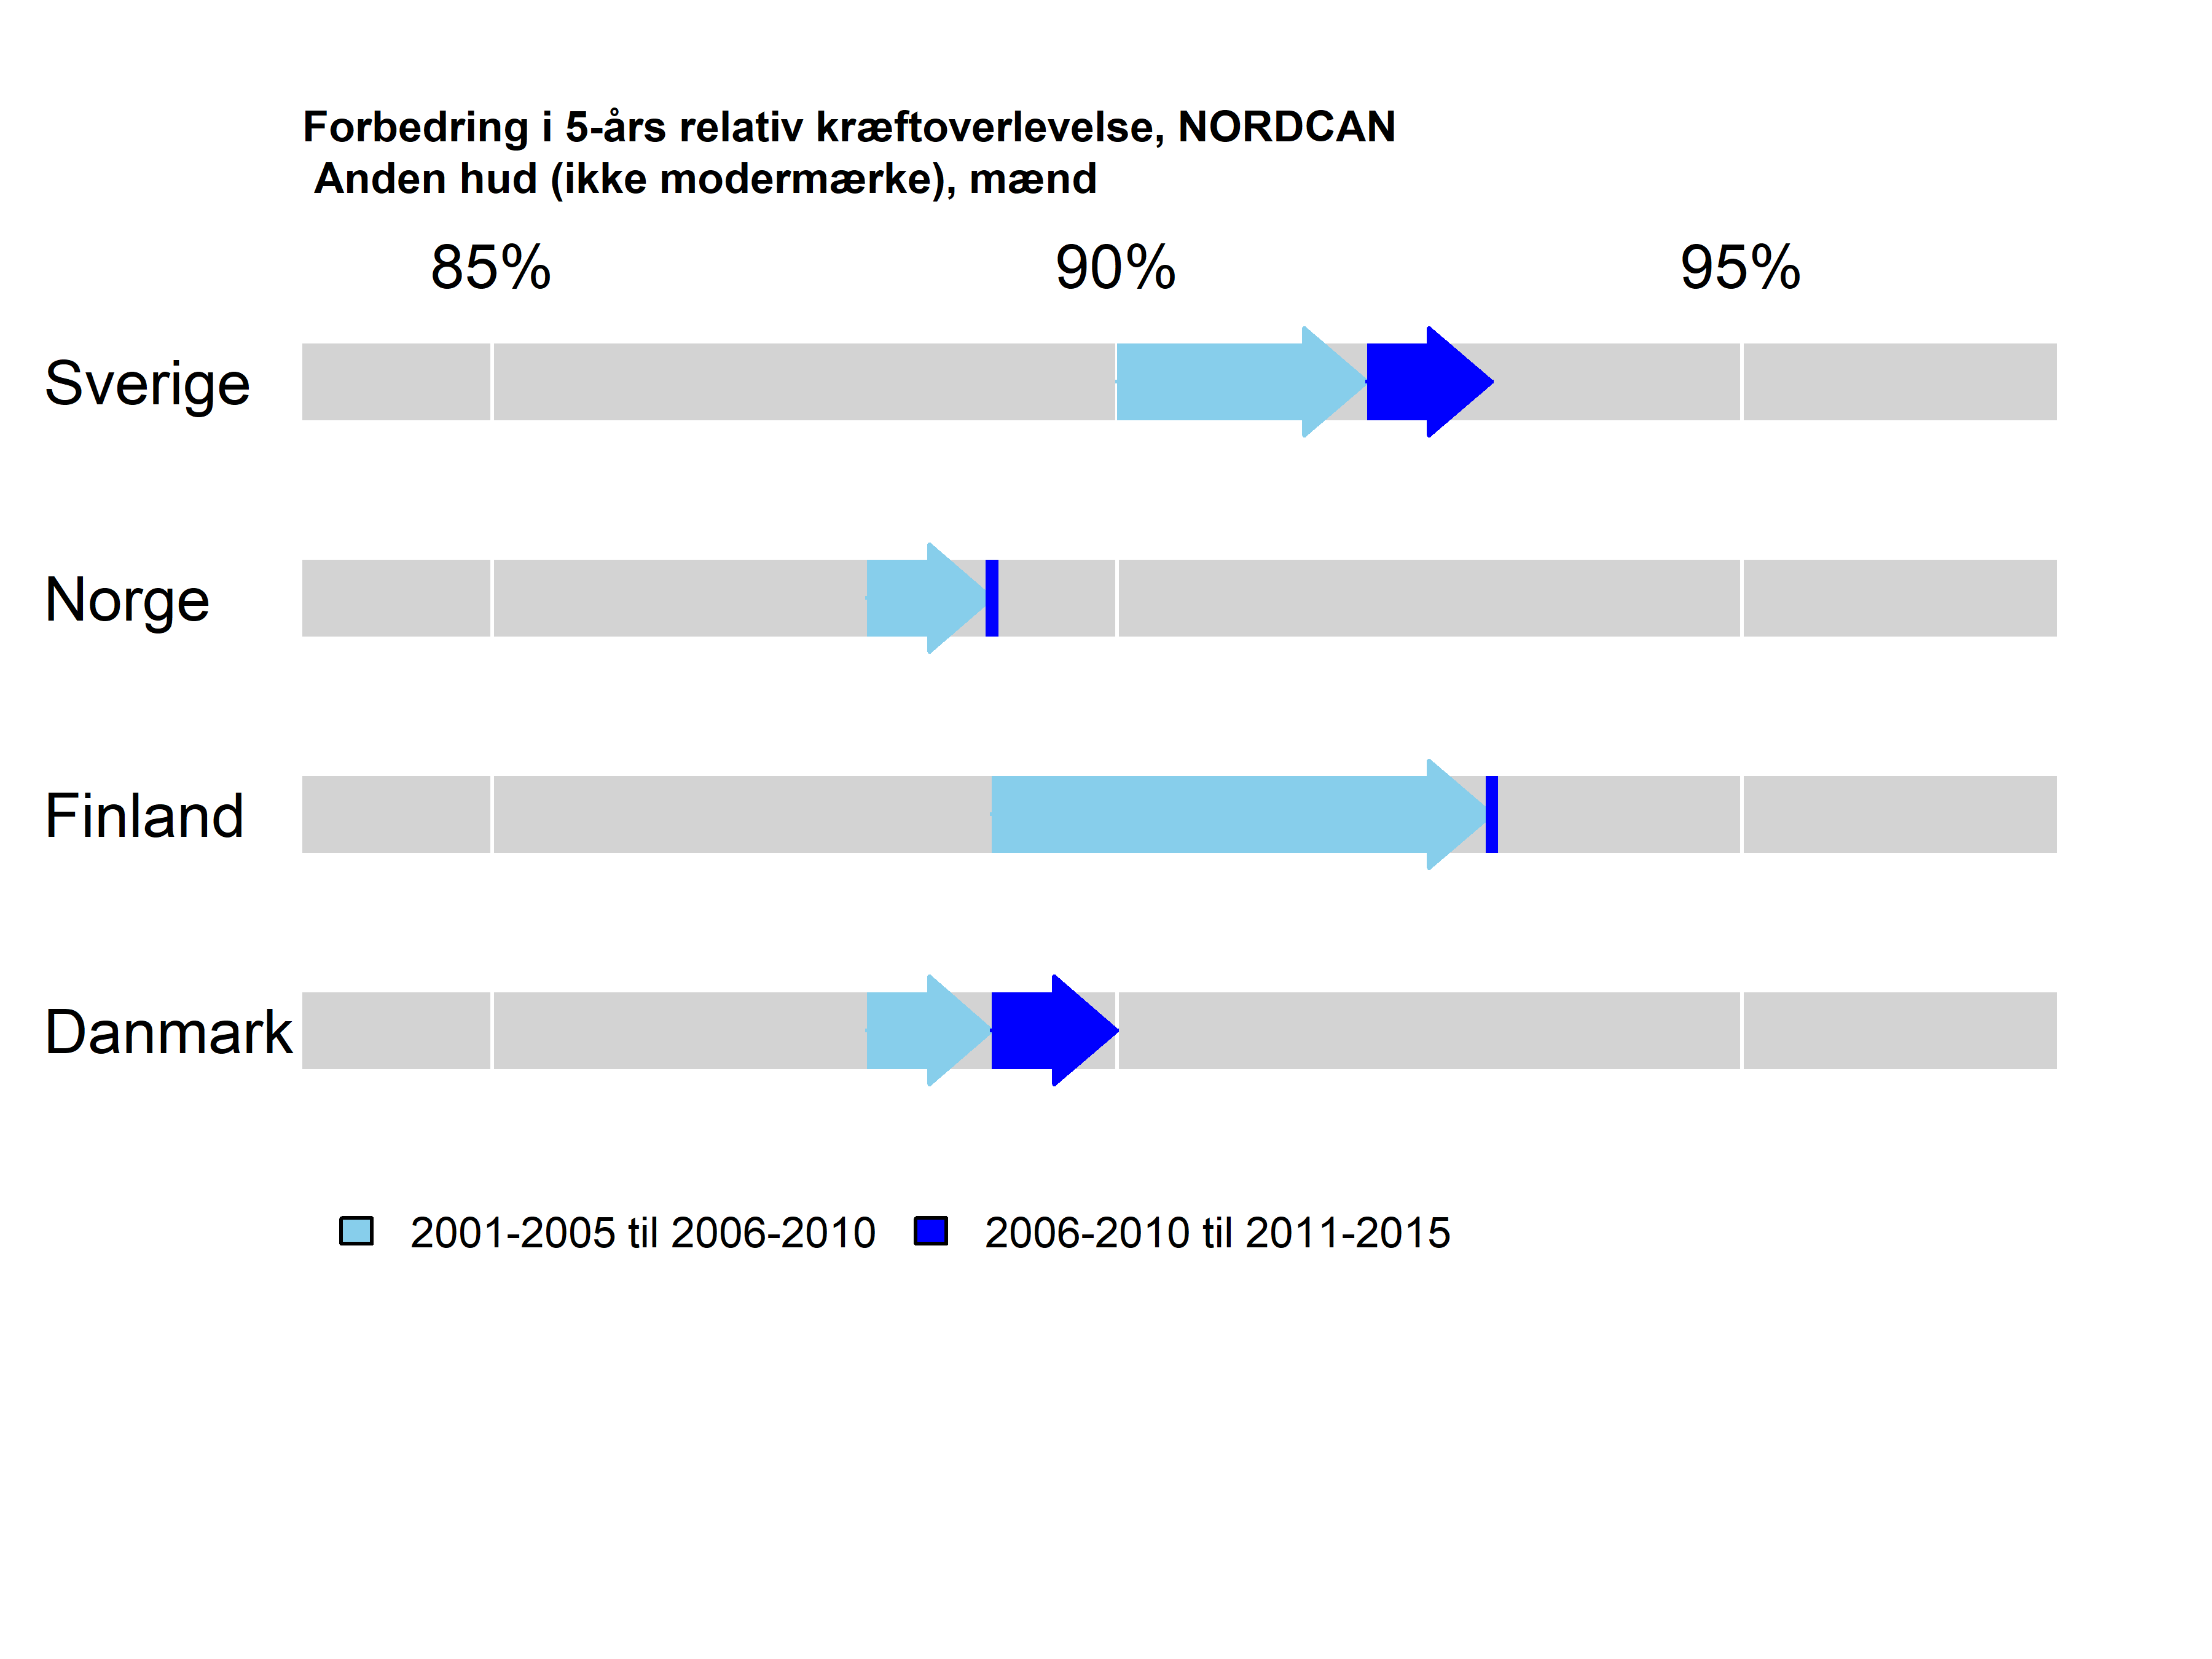 Forbedring i 5-års relativ kræftoverlevelse, NORDCAN
Anden hud (ikke modermærke), mænd
85% 90% 95%
Sverige
Norge
Finland
Danmark
2001-2005 til 2006-2010 2006-2010 til 2011-2015